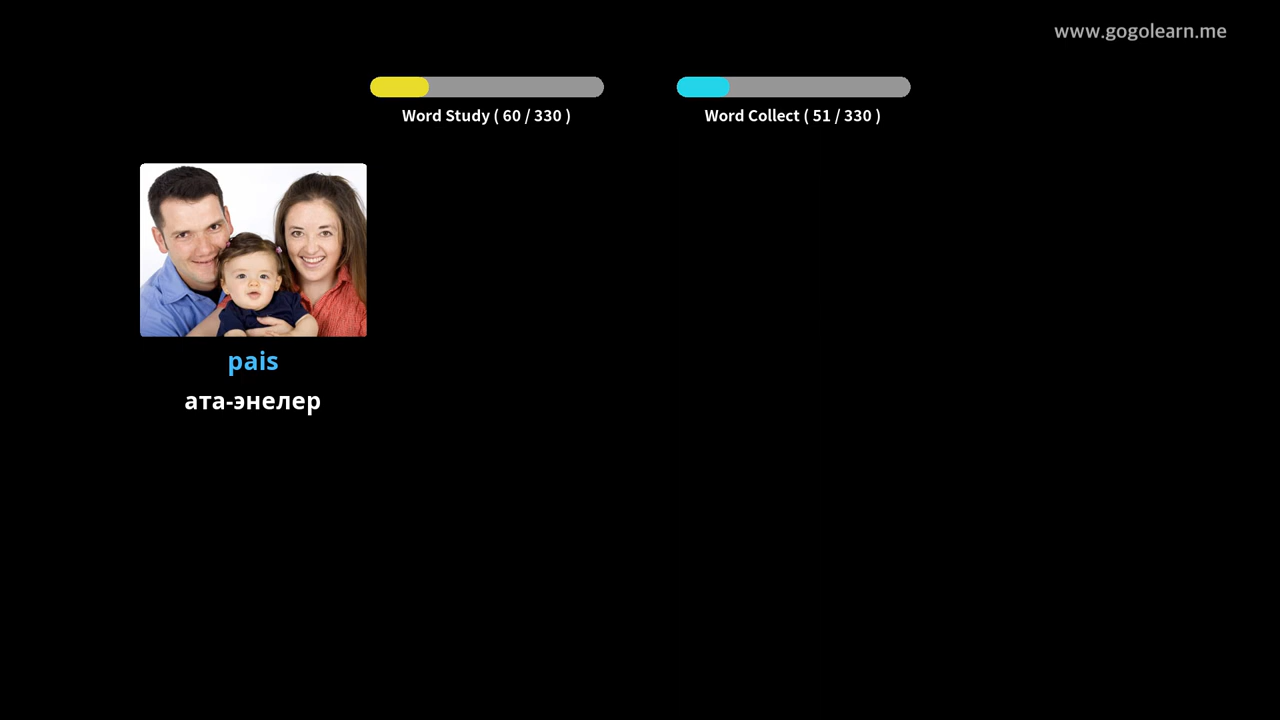 www.gogolearn.me
Word Study ( 60 / 330 )
Word Collect ( 51 / 330 )
pais
ата-энелер